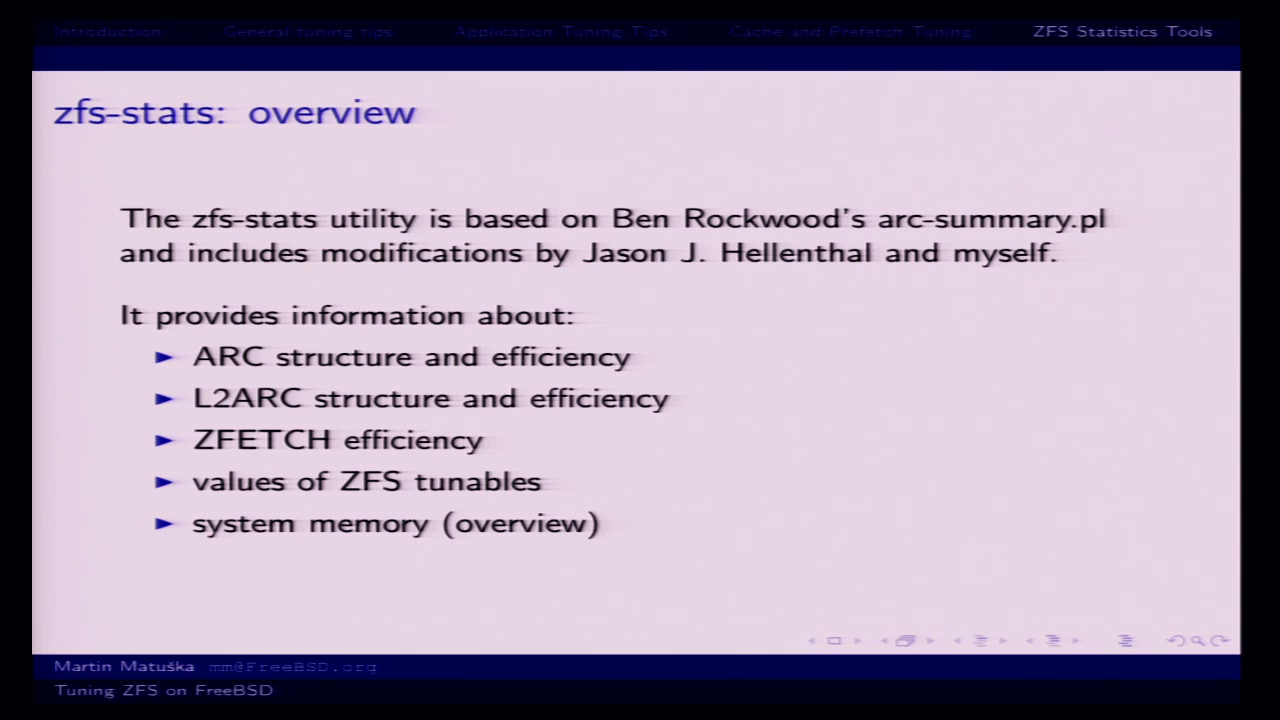 Introduction General tuning tips Application Tuning Tips Cache and Prefetch Tuning ZFS Statistics Tools
zfs-stats: overview
The zfs-stats utility is based on Ben Rockwood's arc-summary.pl
and includes modifications by Jason J. Hellenthal and myself.
It provides information about:
ARC structure and efficiency
L2ARC structure and efficiency
ZFETCH efficiency
values of ZFS tunables
system memory (overview)
Martin Matuška mm@FreeBSD.org
Tuning ZFS on FreeBSD